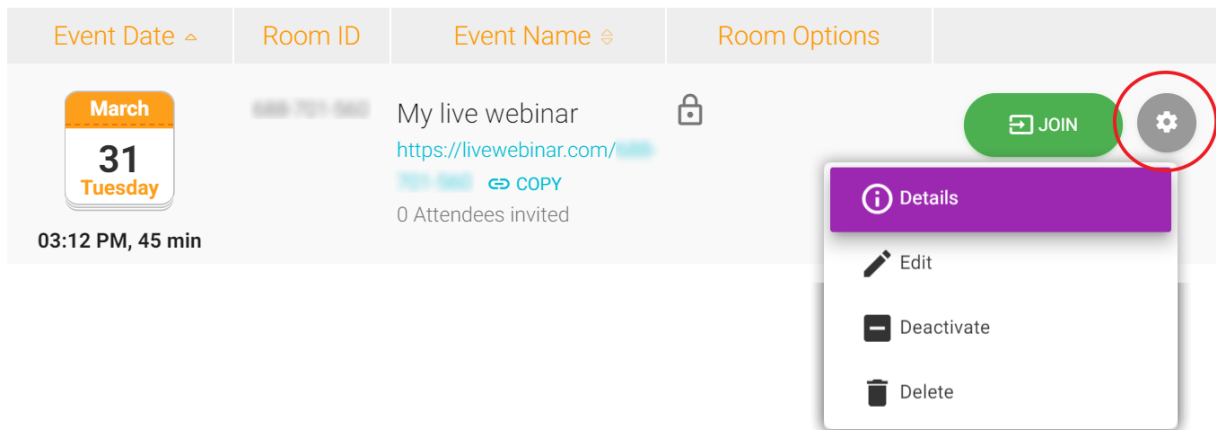 Event Date
Room ID
Event Name
Room Options
March
31
Tuesday
03:12 PM, 45 min
My live webinar
https://livewebinar.com/
COPY
0 Attendees invited
JOIN
Details
Edit
Deactivate
Delete